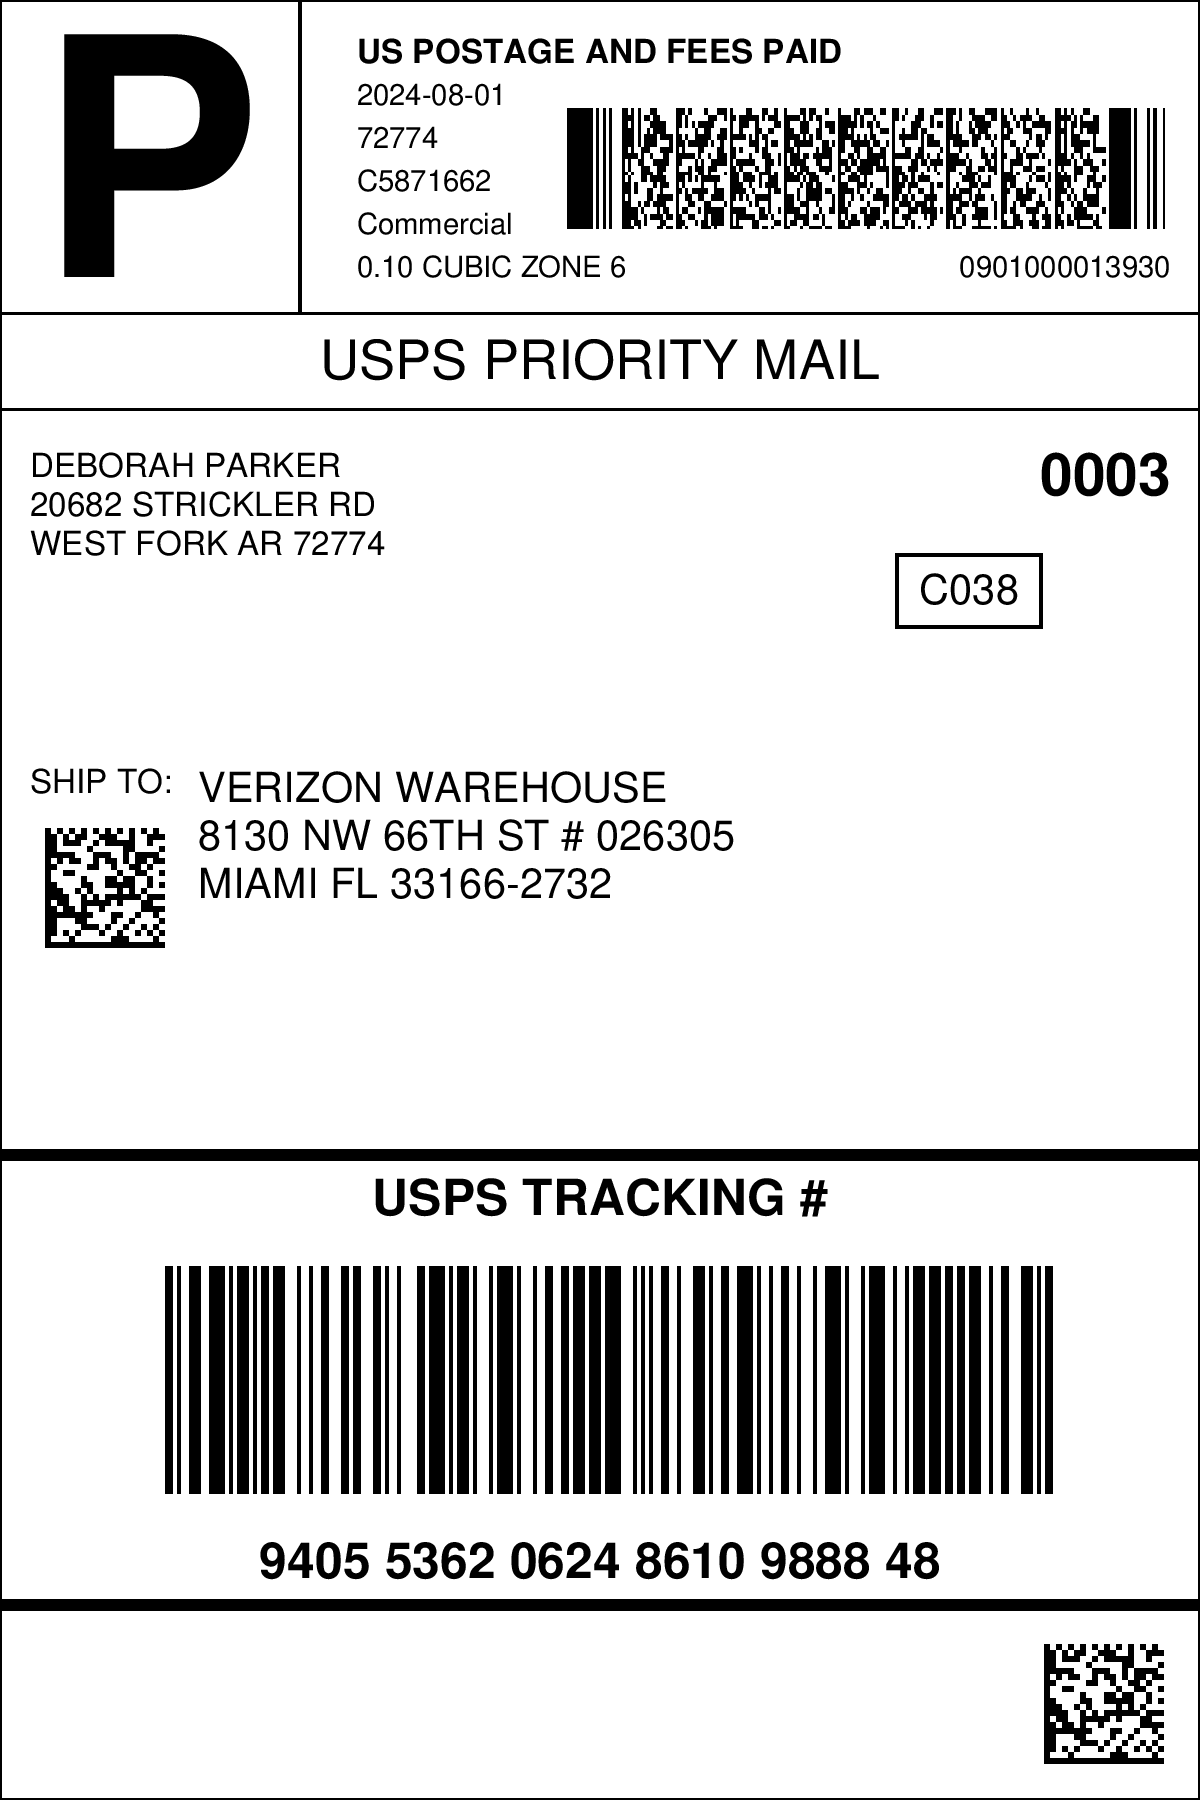 P
US POSTAGE AND FEES PAID
2024-08-01
72774
C5871662
Commercial
0.10 CUBIC ZONE 6
0901000013930
USPS PRIORITY MAIL
DEBORAH PARKER
20682 STRICKLER RD
WEST FORK AR 72774
0003
C038
SHIP TO:
VERIZON WAREHOUSE
8130 NW 66TH ST # 026305
MIAMI FL 33166-2732
USPS TRACKING #
9405 5362 0624 8610 9888 48